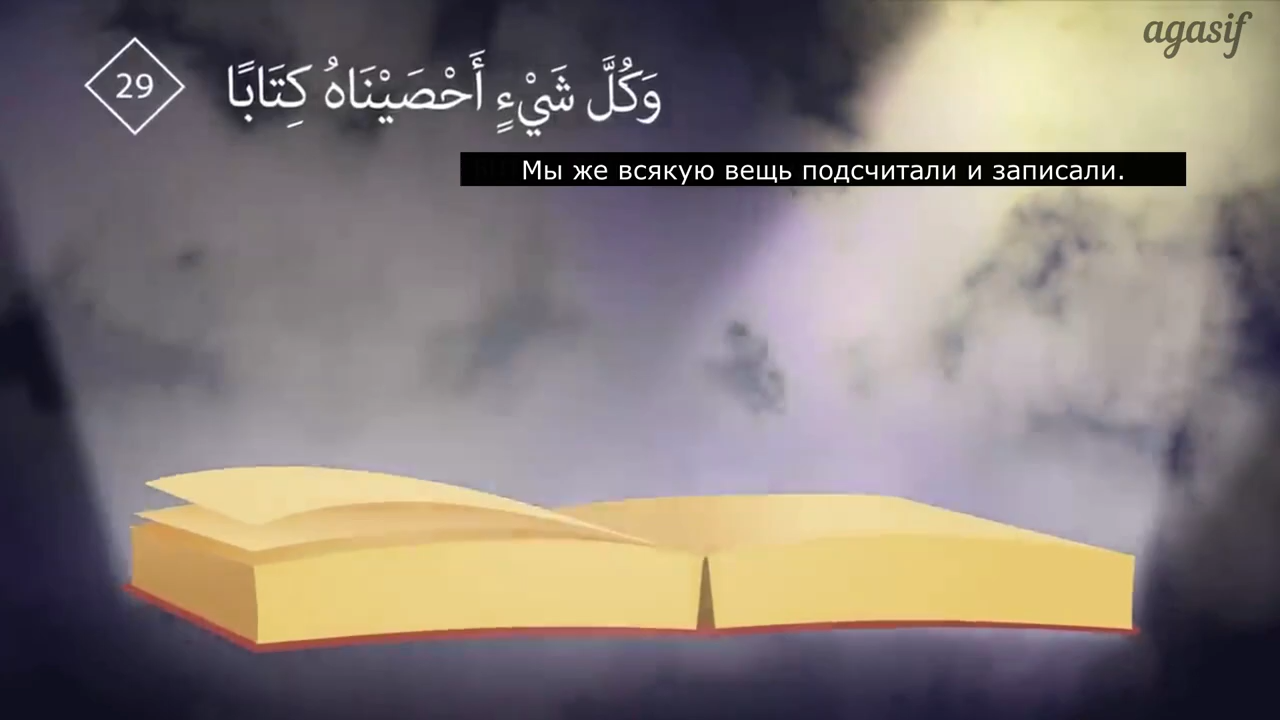 agasif
وَكُلَّ شَيْءٍ أَحْصَيْنَاهُ كِتَابًا 29
Мы же всякую вещь подсчитали и записали.